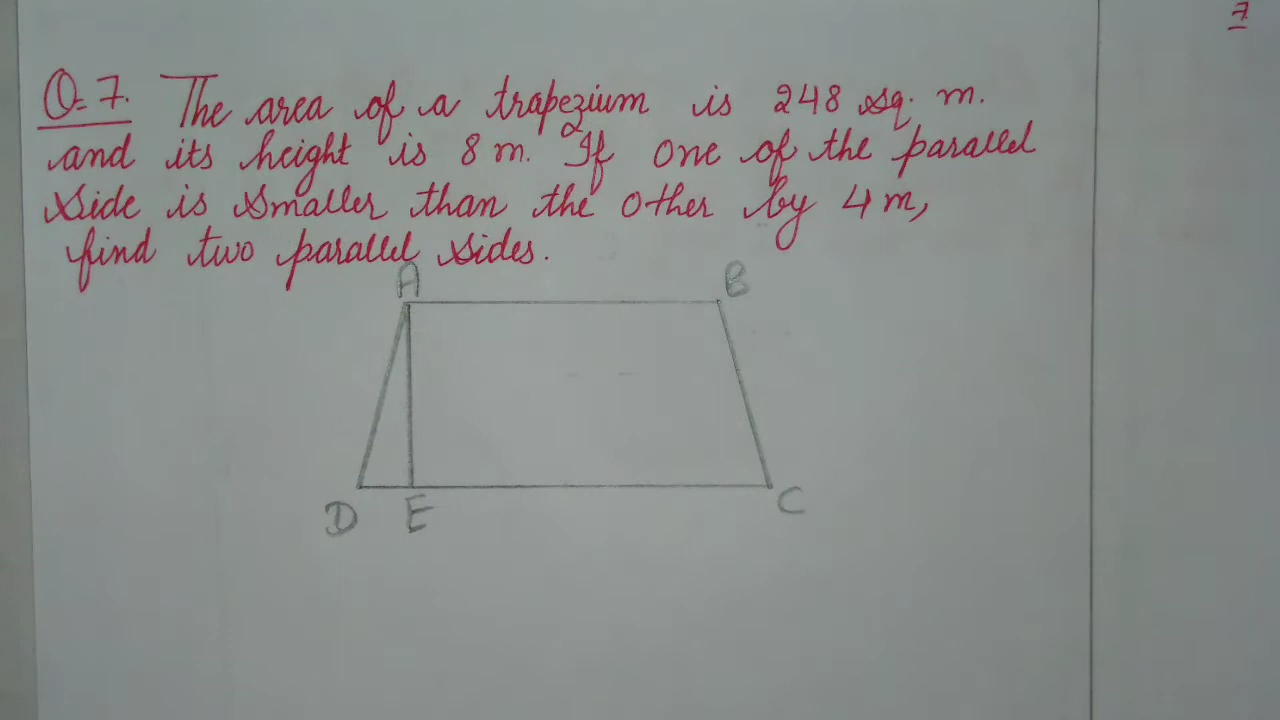 7
Q.7. The area of a trapezium is 248 sq. m.
and its height is 8 m. If one of the parallel
side is smaller than the other by 4 m,
find two parallel sides.
A B
D E C